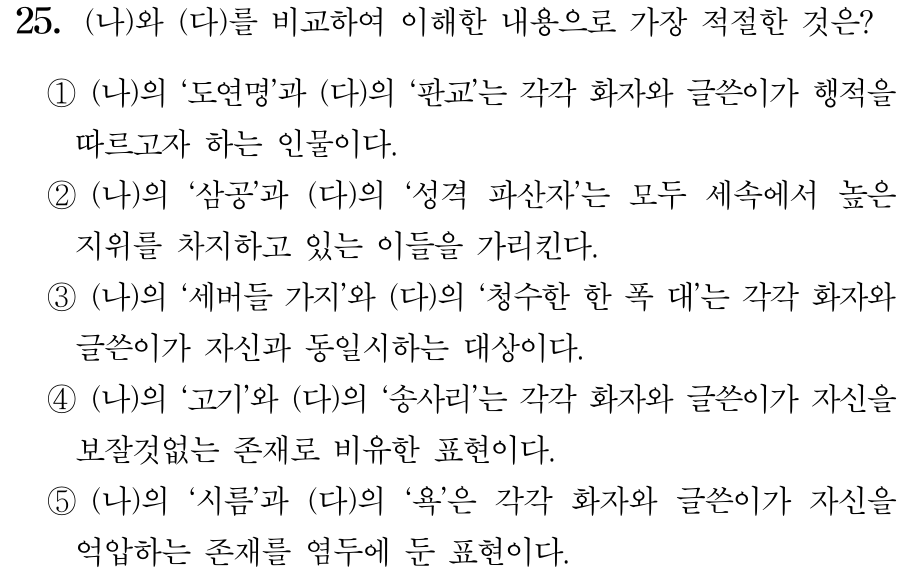 25. (나)와 (다)를 비교하여 이해한 내용으로 가장 적절한 것은?
① (나)의 ‘도연명’과 (다)의 ‘판교’는 각각 화자와 글쓴이가 행적을
따르고자 하는 인물이다.
② (나)의 ‘삼공’과 (다)의 ‘성격 파산자’는 모두 세속에서 높은
지위를 차지하고 있는 이들을 가리킨다.
③ (나)의 ‘세버들 가지’와 (다)의 ‘청수한 한 폭 대’는 각각 화자와
글쓴이가 자신과 동일시하는 대상이다.
④ (나)의 ‘고기’와 (다)의 ‘송사리’는 각각 화자와 글쓴이가 자신을
보잘것없는 존재로 비유한 표현이다.
⑤ (나)의 ‘시름’과 (다)의 ‘욕’은 각각 화자와 글쓴이가 자신을
억압하는 존재를 염두에 둔 표현이다.